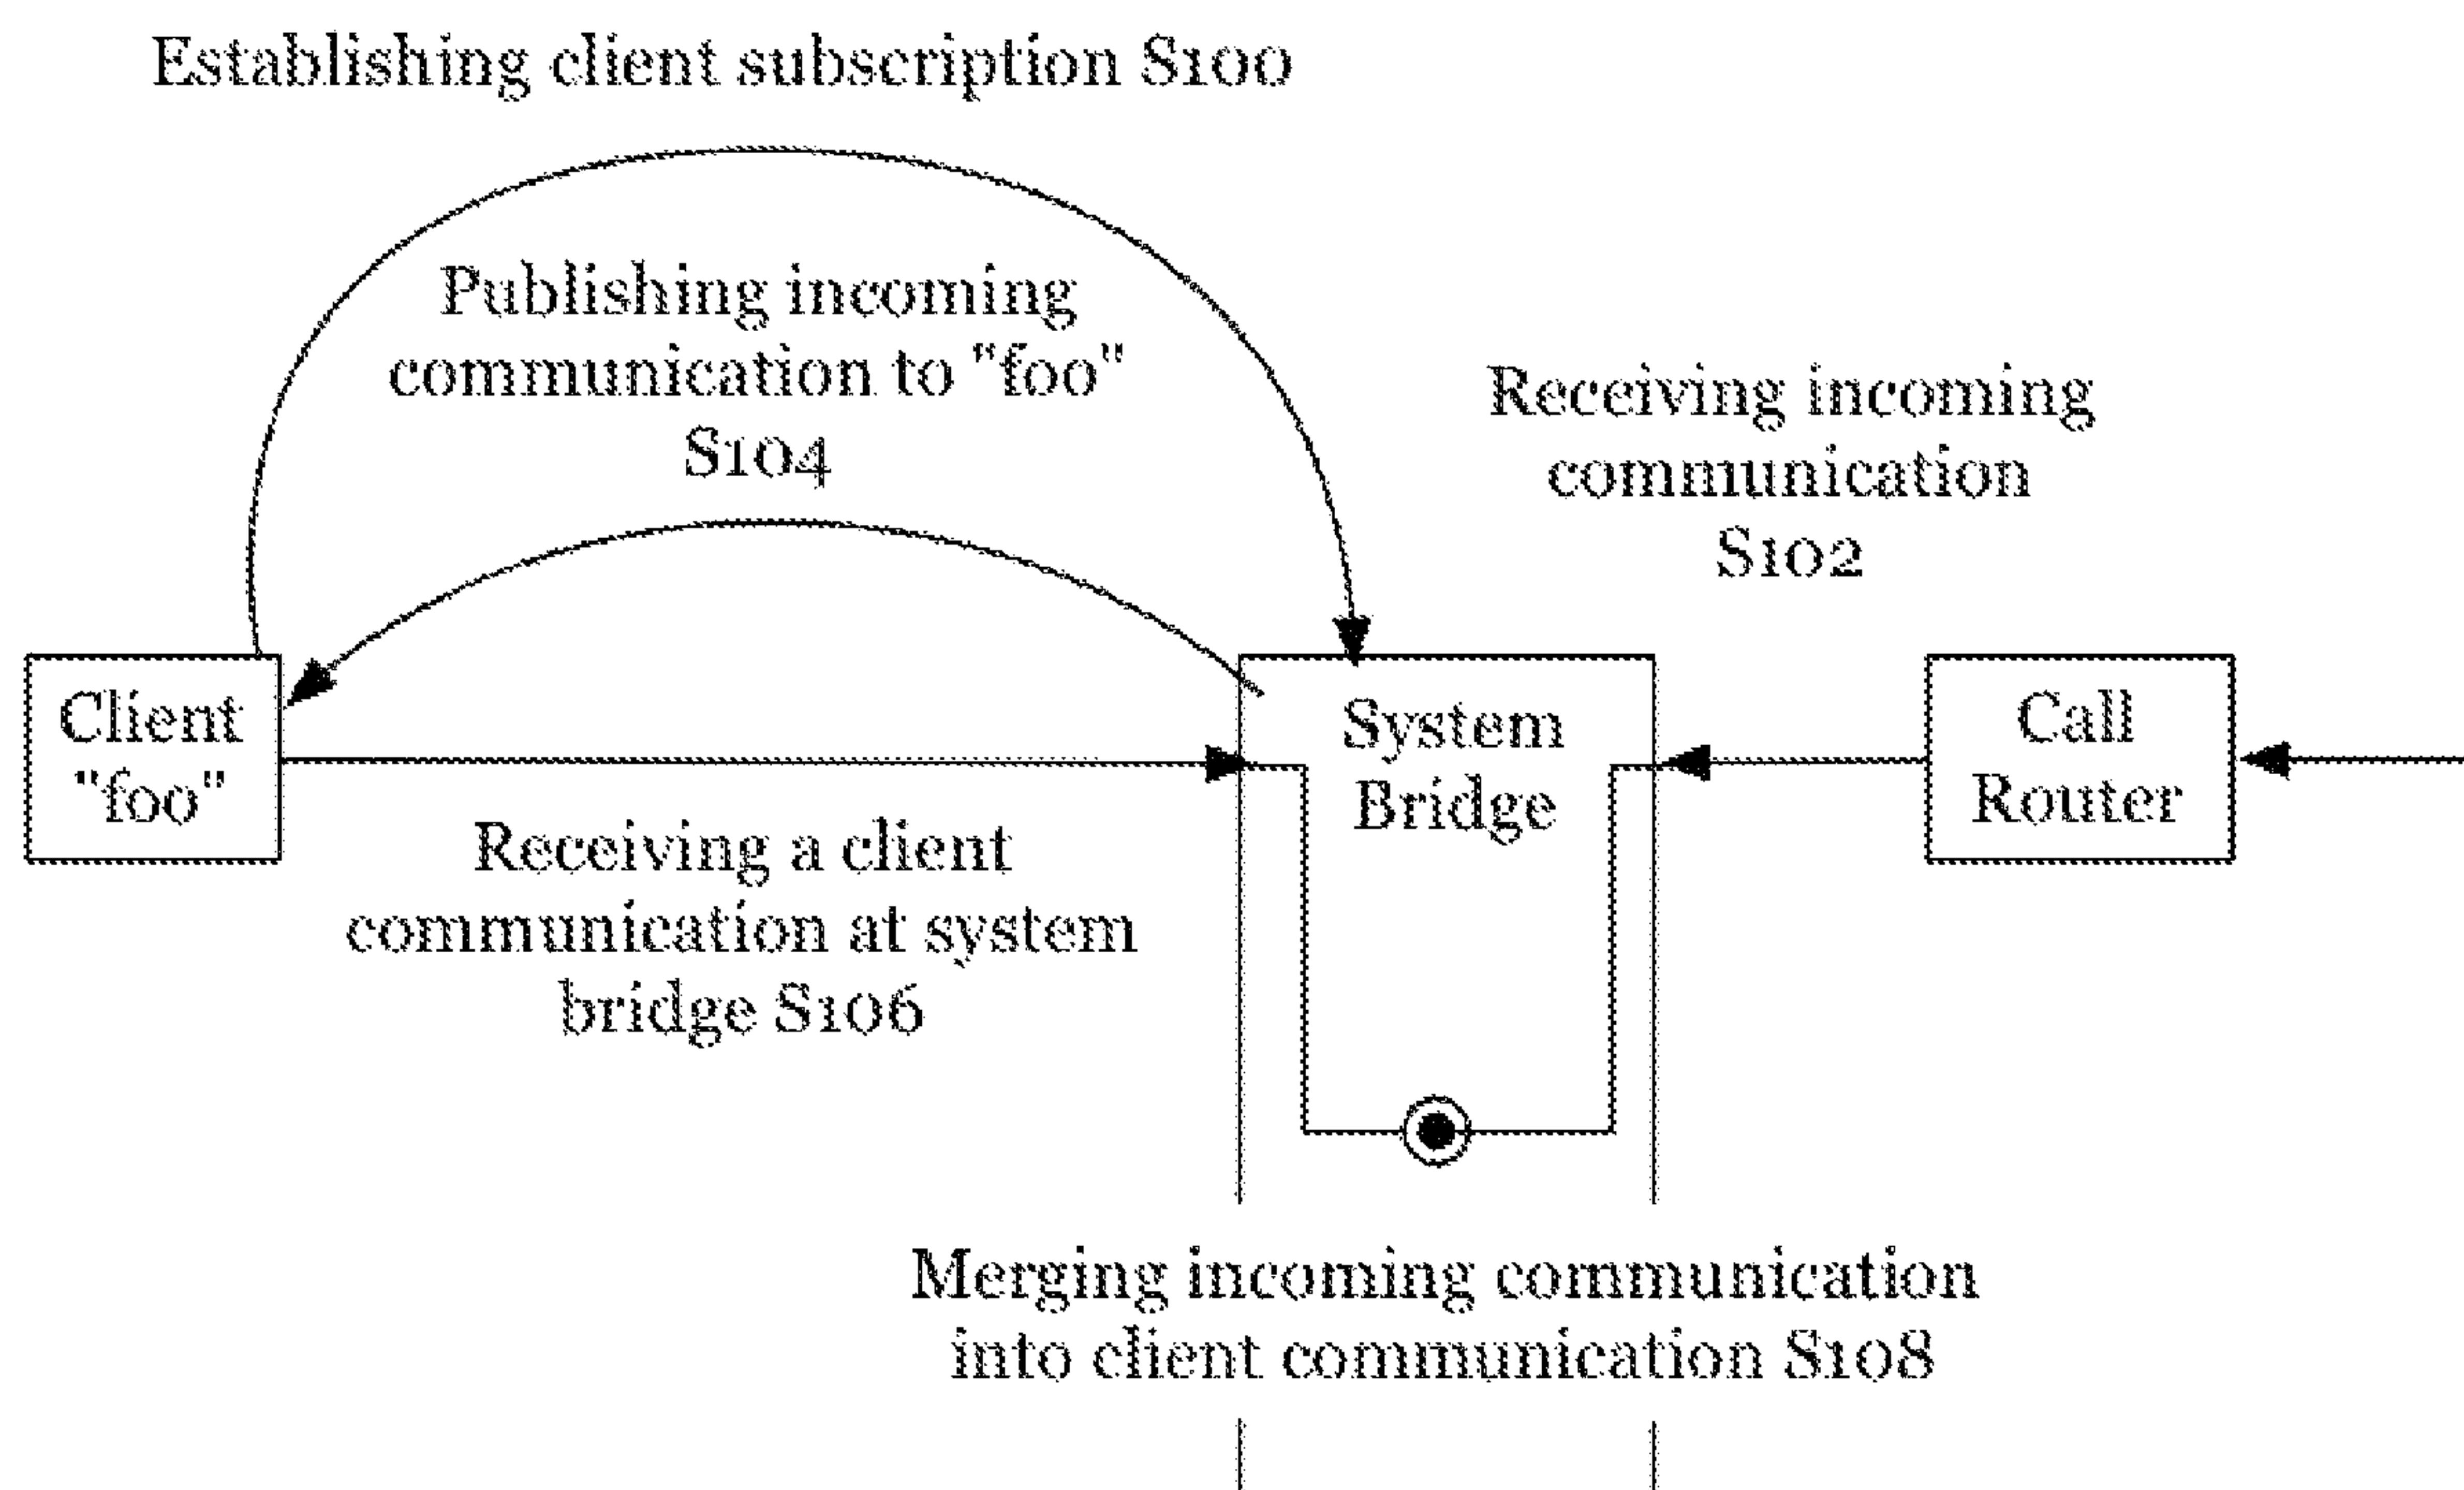 Establishing client subscription S100
Publishing incoming
communication to "foo"
S104
Receiving incoming
communication
S102
Client
"foo"
System
Bridge
Call
Router
Receiving a client
communication at system
bridge S106
Merging incoming communication
into client communication S108